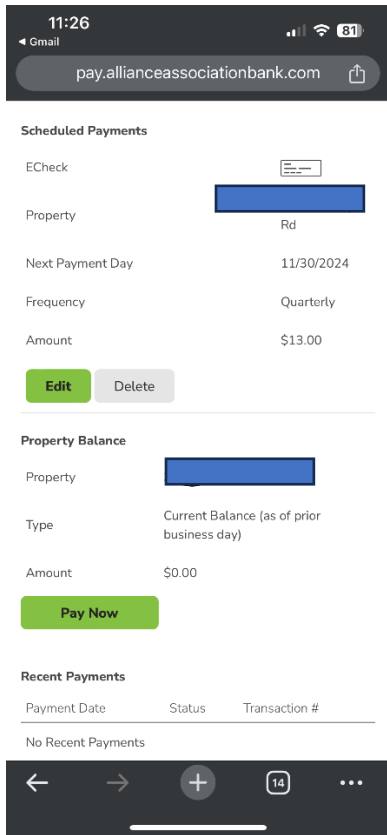 11:26
81
◀ Gmail
pay.allianceassociationbank.com
Scheduled Payments
ECheck
Property
Rd
Next Payment Day 11/30/2024
Frequency Quarterly
Amount $13.00
Edit Delete
Property Balance
Property
Type Current Balance (as of prior
business day)
Amount $0.00
Pay Now
Recent Payments
Payment Date Status Transaction #
No Recent Payments
14